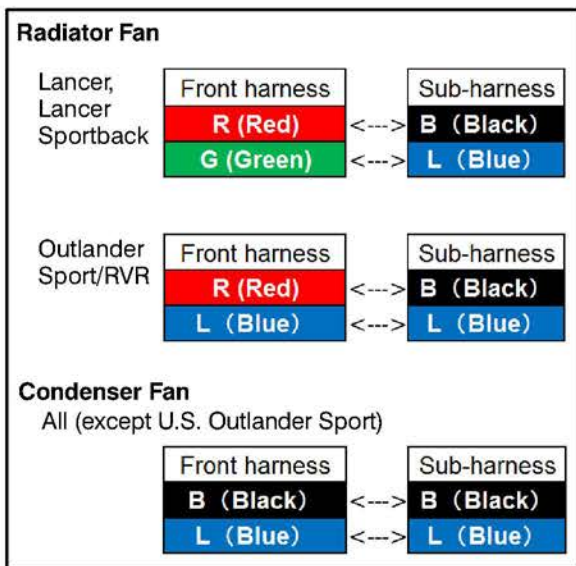 Radiator Fan
Lancer,
Lancer
Sportback
Front harness Sub-harness
R (Red) <---> B (Black)
G (Green) <---> L (Blue)
Outlander
Sport/RVR
Front harness Sub-harness
R (Red) <---> B (Black)
L (Blue) <---> L (Blue)
Condenser Fan
All (except U.S. Outlander Sport)
Front harness Sub-harness
B (Black) <---> B (Black)
L (Blue) <---> L (Blue)